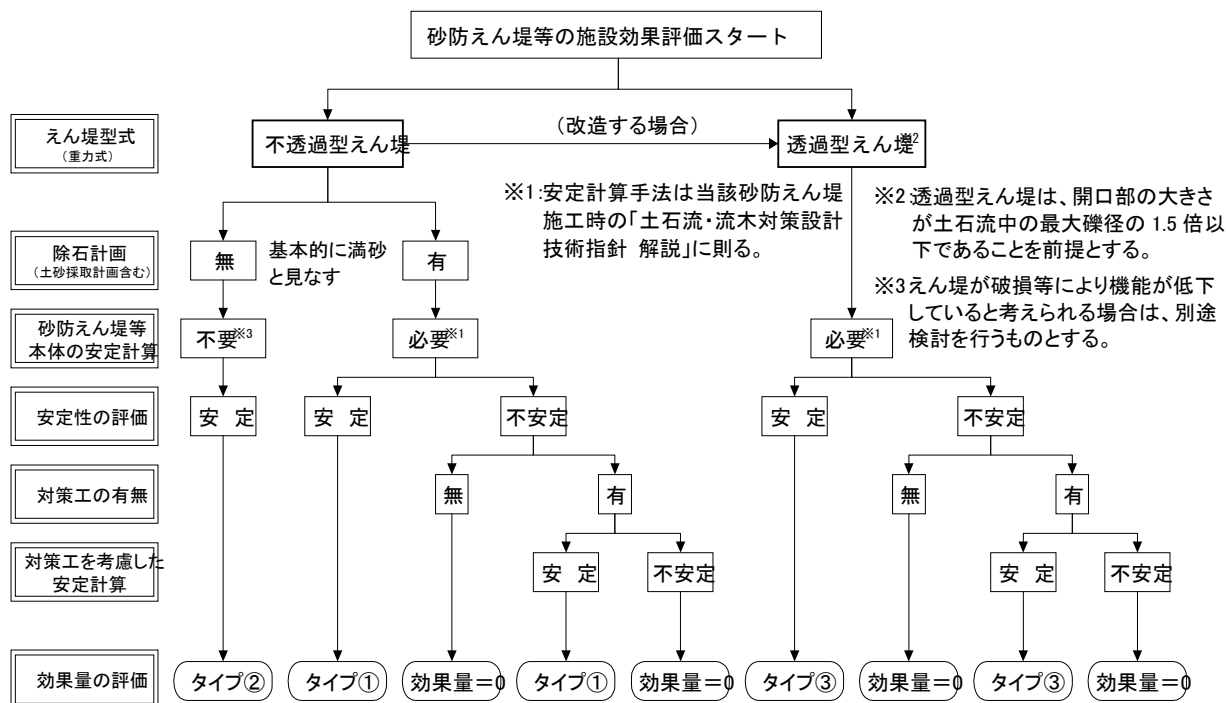 砂防えん堤等の施設効果評価スタート
えん堤型式
（重力式）
不透過型えん堤
（改造する場合）
透過型えん堤※2
※1:安定計算手法は当該砂防えん堤
施工時の「土石流・流木対策設計
技術指針 解説」に則る。
※2:透過型えん堤は、開口部の大きさ
が土石流中の最大礫径の 1.5 倍以
下であることを前提とする。
除石計画
（土砂採取計画含む）
無
基本的に満砂
と見なす
有
※3えん堤が破損等により機能が低下
していると考えられる場合は、別途
検討を行うものとする。
砂防えん堤等
本体の安定計算
不要※3
必要※1
必要※1
安定性の評価
安 定
安 定
不安定
安 定
不安定
対策工の有無
無
有
無
有
対策工を考慮した
安定計算
安 定
不安定
安 定
不安定
効果量の評価
タイプ②
タイプ①
効果量=0
タイプ①
効果量=0
タイプ③
効果量=0
タイプ③
効果量=0